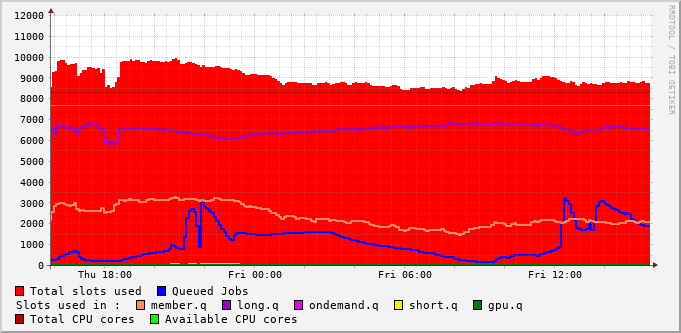 12000
11000
10000
9000
8000
7000
6000
5000
4000
3000
2000
1000
0
Thu 18:00 Fri 00:00 Fri 06:00 Fri 12:00
RRDTOOL / TOBI OETIKER
Total slots used Queued Jobs
Slots used in : member.q long.q ondemand.q short.q gpu.q
Total CPU cores Available CPU cores